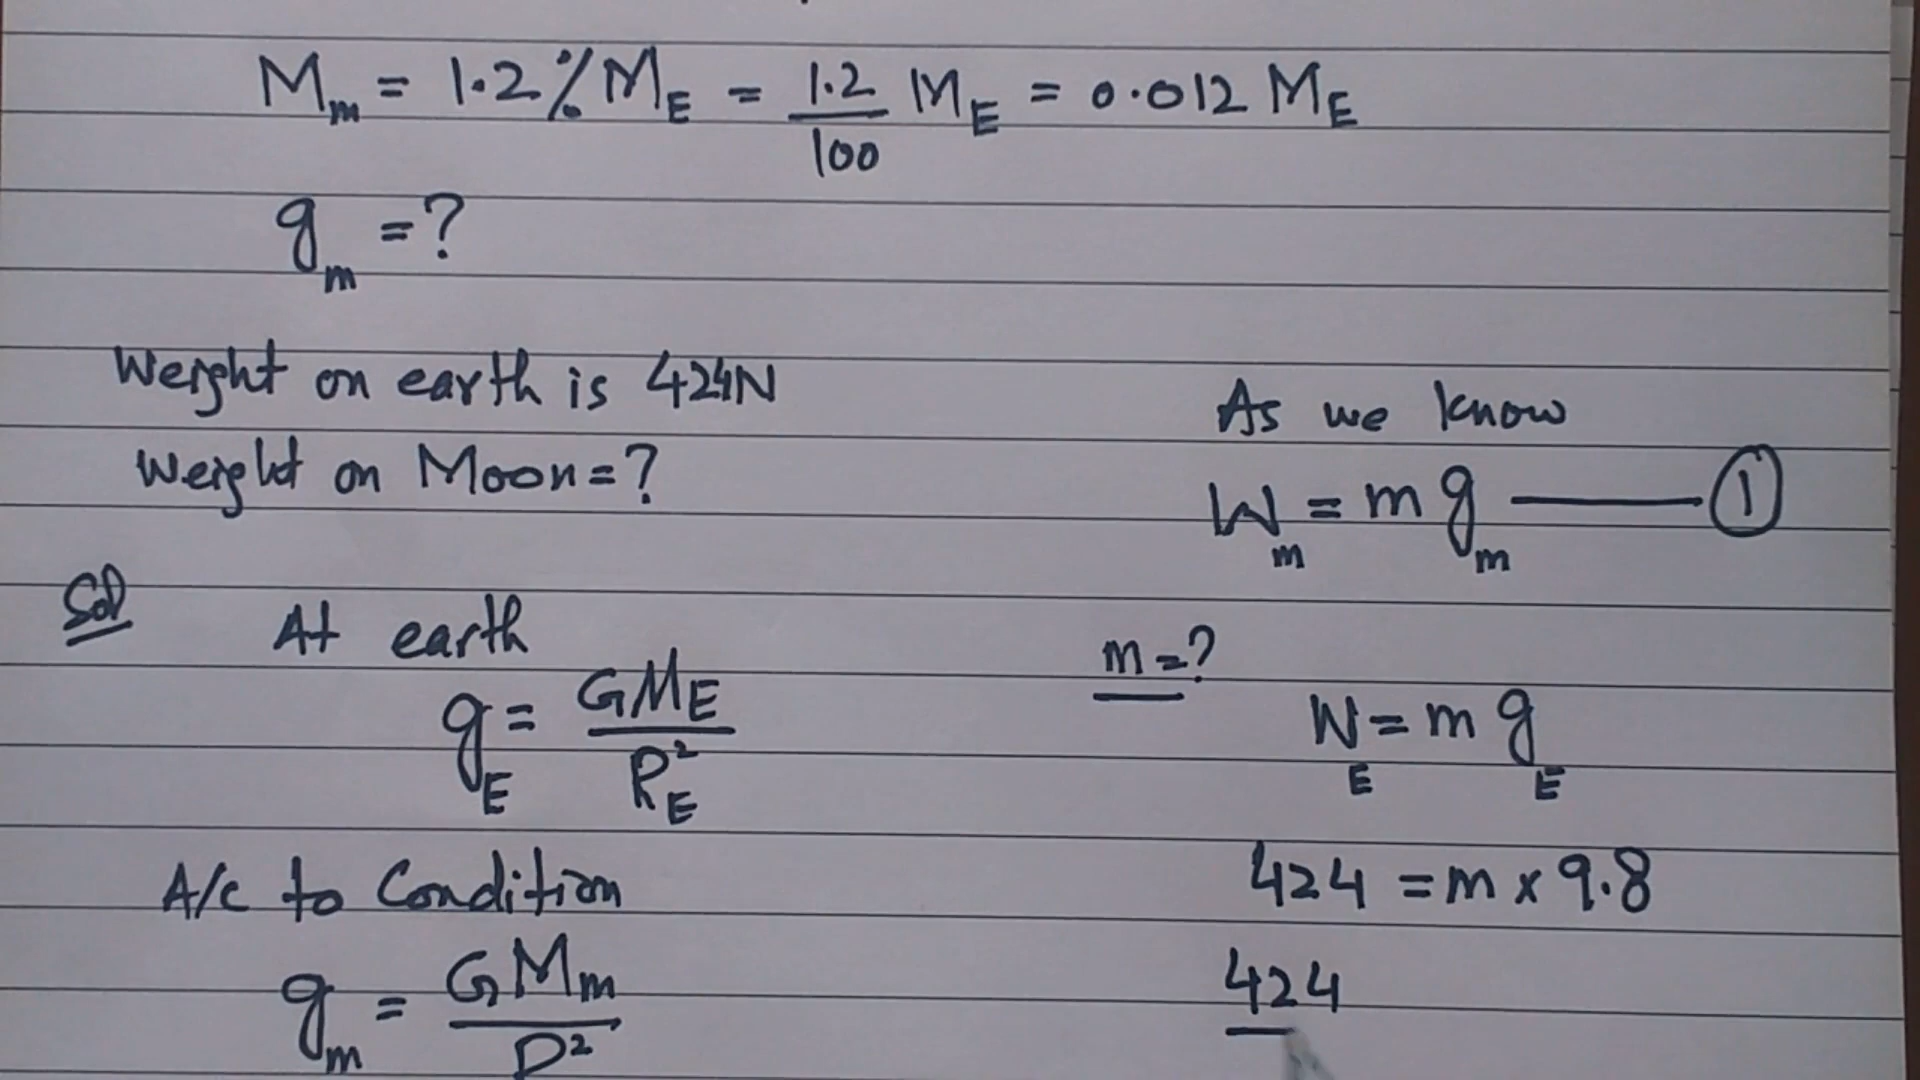 Mm = 1.2% ME = 1.2/100 ME = 0.012 ME
gm = ?
Weight on earth is 424N
Weight on Moon = ?
Sol At earth
gE = GME/RE²
A/c to Condition
gm = GMm
As we know
Wm = m gm ——— ①
m = ?
WE = m gE
424 = m x 9.8
424